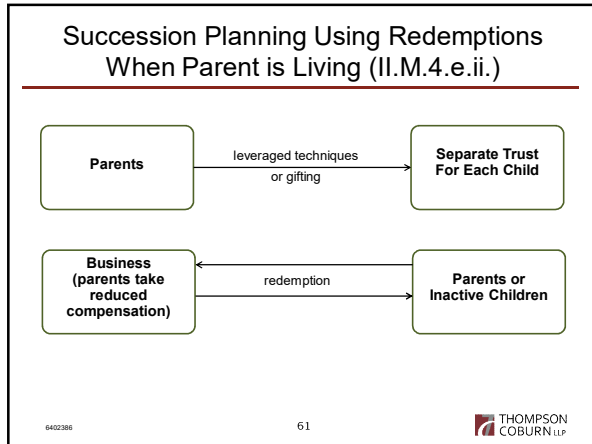 Succession Planning Using Redemptions
When Parent is Living (II.M.4.e.ii.)
Parents
leveraged techniques
or gifting
Separate Trust
For Each Child
Business
(parents take
reduced
compensation)
redemption
Parents or
Inactive Children
6402386
61
THOMPSON
COBURN LLP